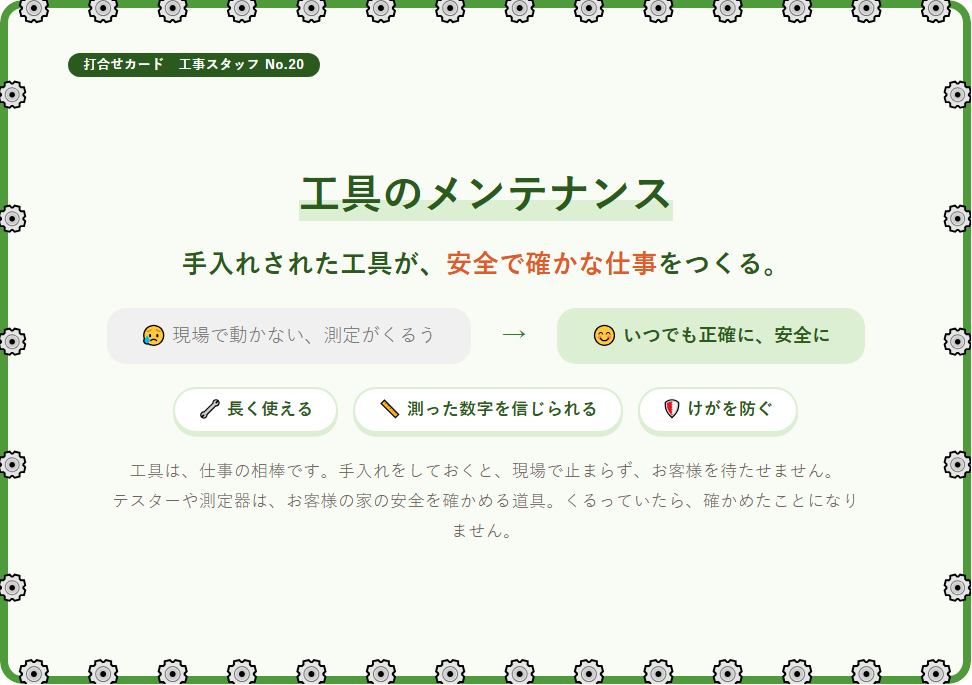 打合せカード　工事スタッフ No.20
工具のメンテナンス
手入れされた工具が、安全で確かな仕事をつくる。
現場で動かない、測定がくるう
→
いつでも正確に、安全に
長く使える
測った数字を信じられる
けがを防ぐ
工具は、仕事の相棒です。手入れをしておくと、現場で止まらず、お客様を待たせません。
テスターや測定器は、お客様の家の安全を確かめる道具。くるっていたら、確かめたことになり
ません。